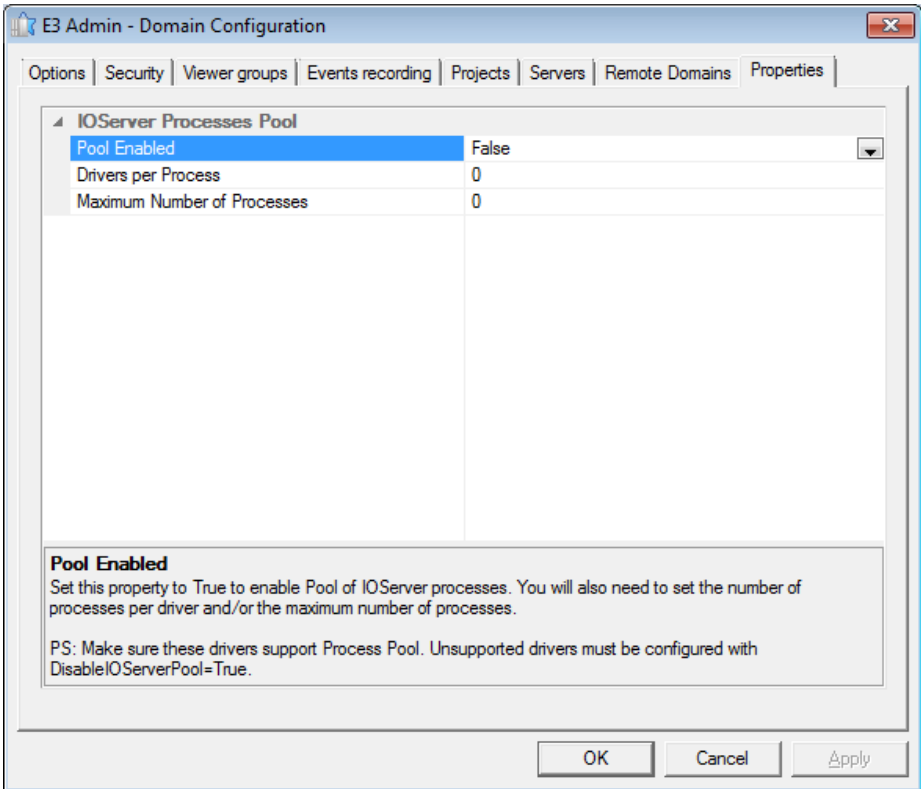 E3 Admin - Domain Configuration
Options Security Viewer groups Events recording Projects Servers Remote Domains Properties
IOServer Processes Pool
Pool Enabled False
Drivers per Process 0
Maximum Number of Processes 0
Pool Enabled
Set this property to True to enable Pool of IOServer processes. You will also need to set the number of
processes per driver and/or the maximum number of processes.
PS: Make sure these drivers support Process Pool. Unsupported drivers must be configured with
DisableIOServerPool=True.
OK Cancel Apply